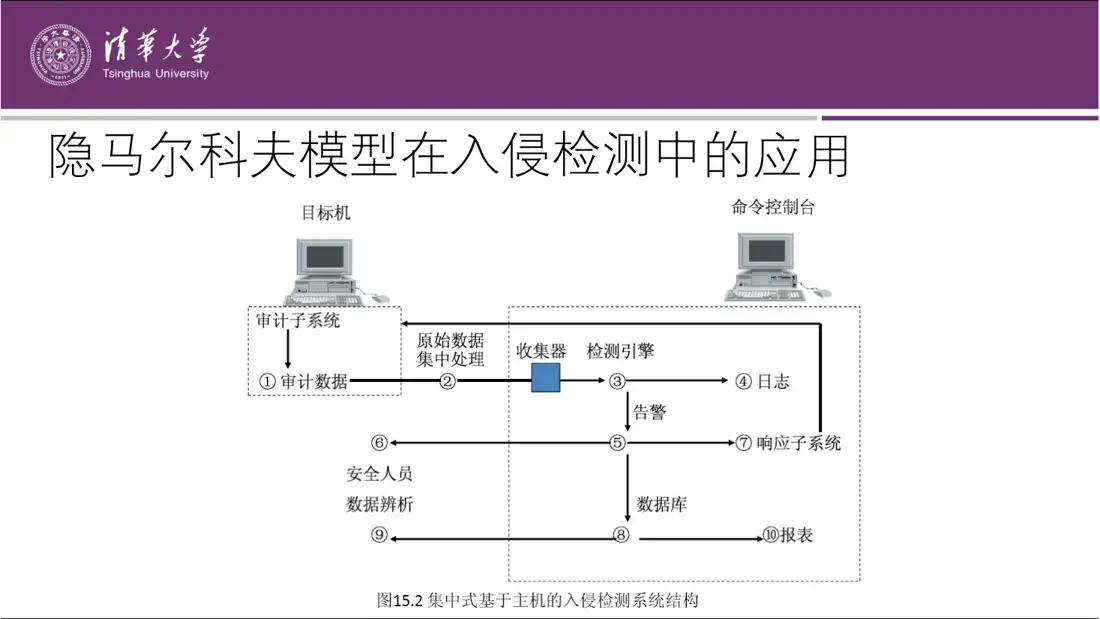 清华大学
Tsinghua University
隐马尔科夫模型在入侵检测中的应用
目标机
命令控制台
审计子系统
原始数据
集中处理
收集器
检测引擎
① 审计数据
②
③
④ 日志
告警
⑥
⑤
⑦ 响应子系统
安全人员
数据辨析
数据库
⑨
⑧
⑩报表
图15.2 集中式基于主机的入侵检测系统结构